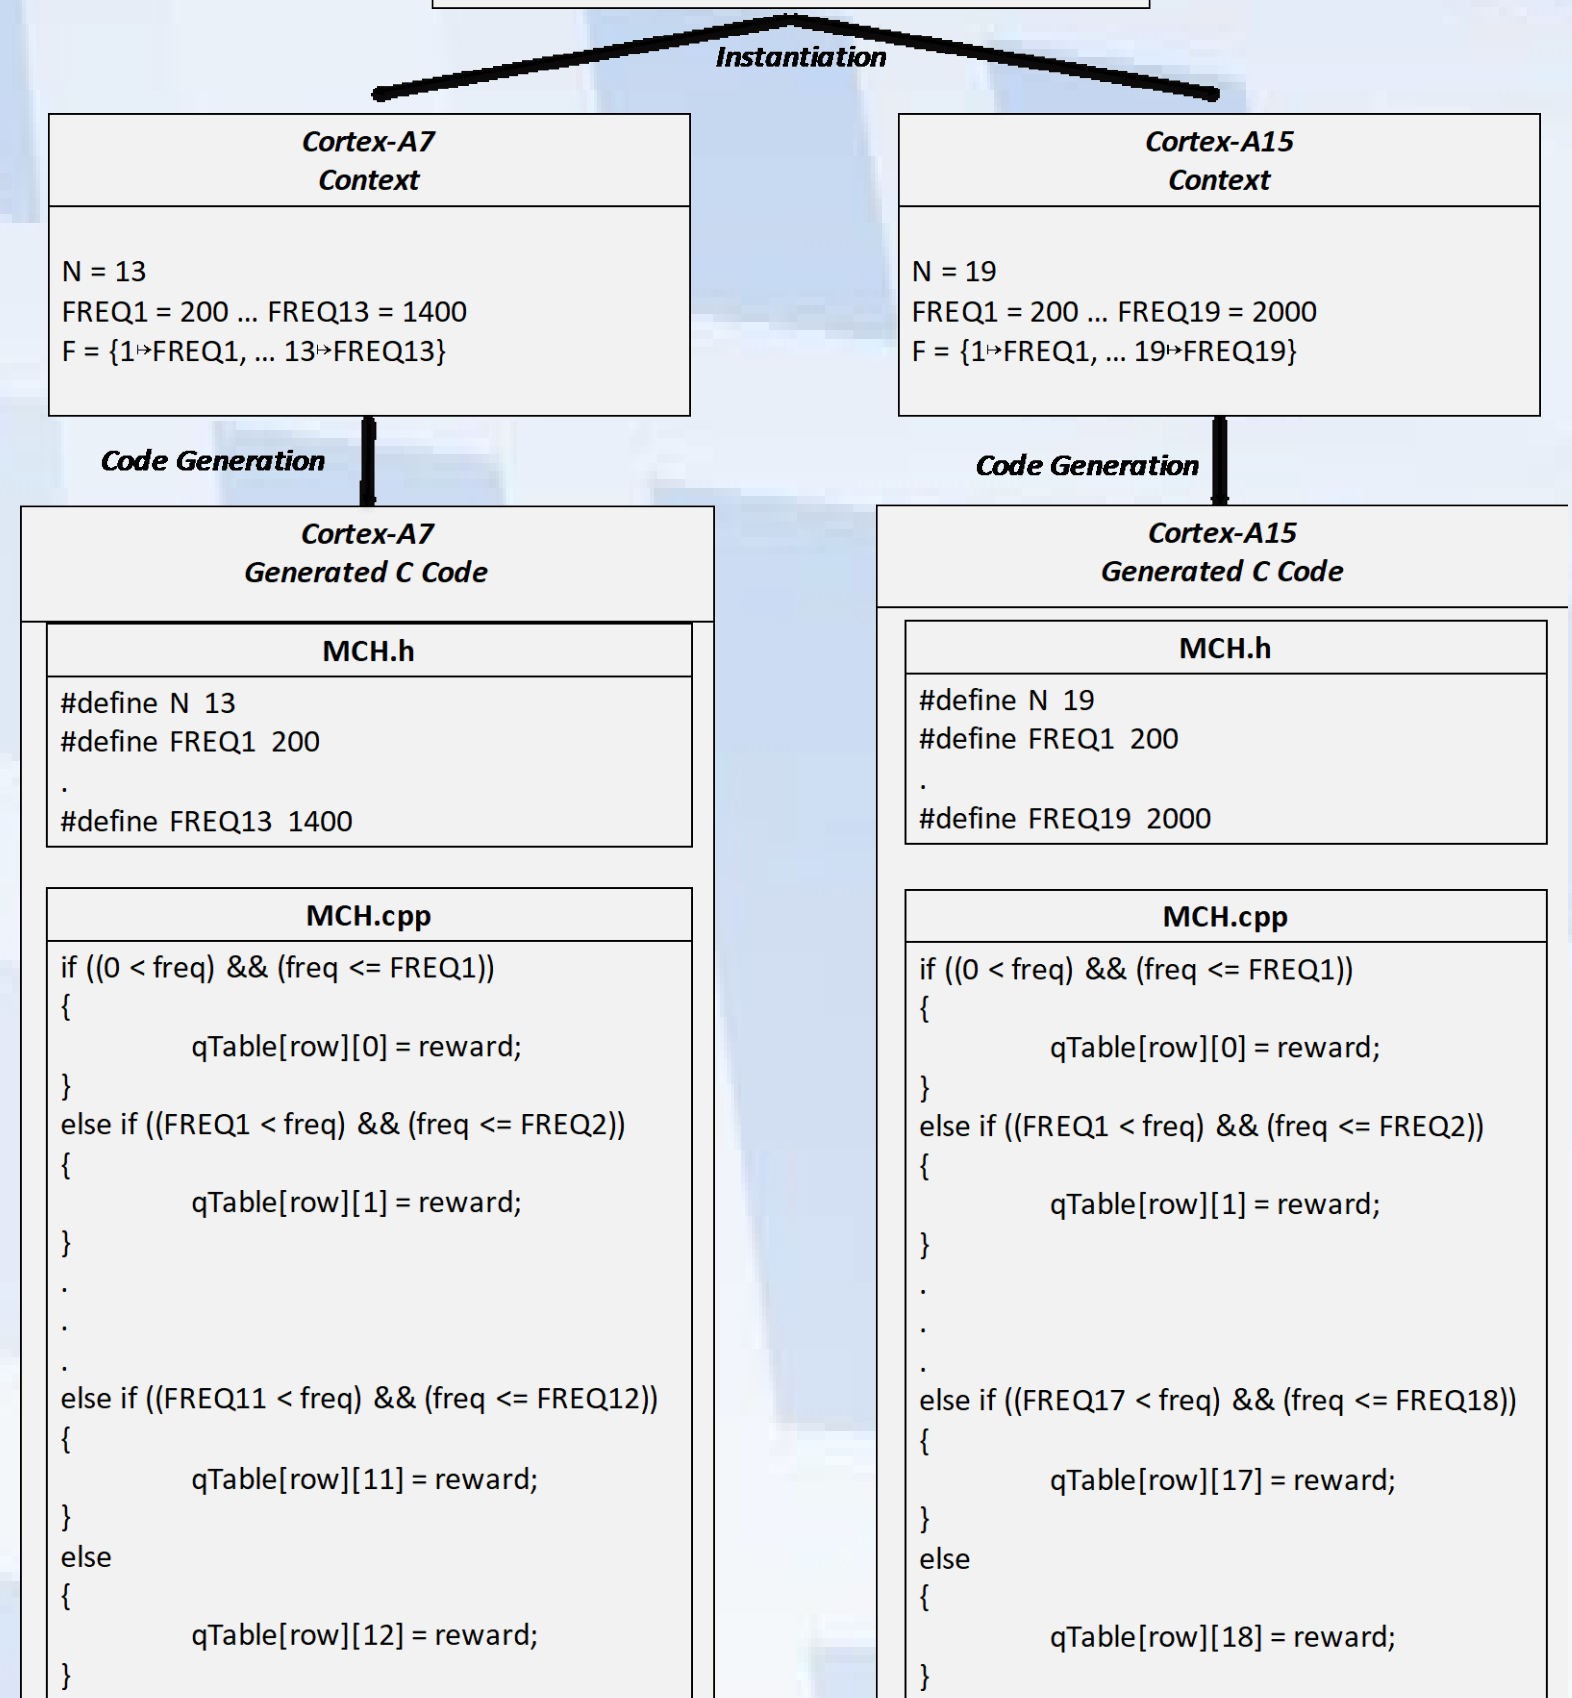 Instantiation
Cortex-A7
Context
N = 13
FREQ1 = 200 ... FREQ13 = 1400
F = {1↦FREQ1, ... 13↦FREQ13}
Code Generation
Cortex-A7
Generated C Code
MCH.h
#define N 13
#define FREQ1 200
.
#define FREQ13 1400
MCH.cpp
if ((0 < freq) && (freq <= FREQ1))
{
qTable[row][0] = reward;
}
else if ((FREQ1 < freq) && (freq <= FREQ2))
{
qTable[row][1] = reward;
}
.
.
.
else if ((FREQ11 < freq) && (freq <= FREQ12))
{
qTable[row][11] = reward;
}
else
{
qTable[row][12] = reward;
}
Cortex-A15
Context
N = 19
FREQ1 = 200 ... FREQ19 = 2000
F = {1↦FREQ1, ... 19↦FREQ19}
Code Generation
Cortex-A15
Generated C Code
MCH.h
#define N 19
#define FREQ1 200
.
#define FREQ19 2000
MCH.cpp
if ((0 < freq) && (freq <= FREQ1))
{
qTable[row][0] = reward;
}
else if ((FREQ1 < freq) && (freq <= FREQ2))
{
qTable[row][1] = reward;
}
.
.
.
else if ((FREQ17 < freq) && (freq <= FREQ18))
{
qTable[row][17] = reward;
}
else
{
qTable[row][18] = reward;
}